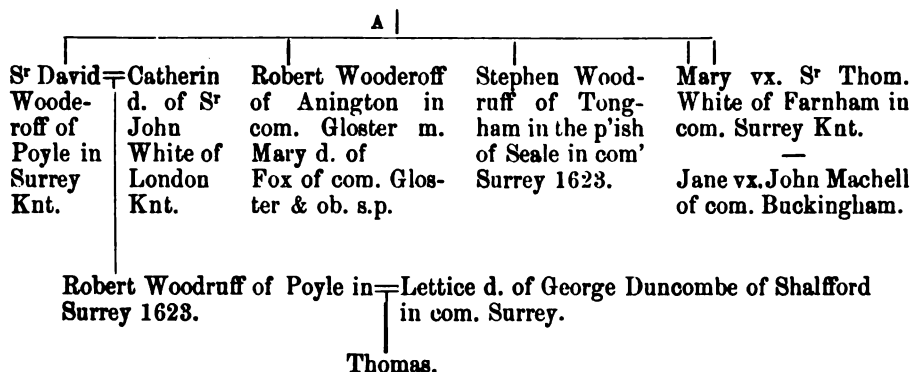 A
Sʳ David
Woode-
roff of
Poyle in
Surrey
Knt.
Catherin
d. of Sʳ
John
White of
London
Knt.
Robert Wooderoff
of Anington in
com. Gloster m.
Mary d. of
Fox of com. Glos-
ter & ob. s.p.
Stephen Wood-
ruff of Tong-
ham in the p'ish
of Seale in com'
Surrey 1623.
Mary vx. Sʳ Thom.
White of Farnham in
com. Surrey Knt.
—
Jane vx. John Machell
of com. Buckingham.
Robert Woodruff of Poyle in
Surrey 1623.
Lettice d. of George Duncombe of Shalfford
in com. Surrey.
Thomas.